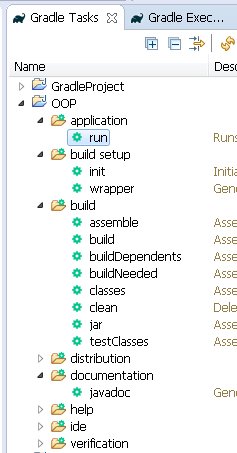 Gradle Tasks Gradle Exec...
Name Desc
GradleProject
OOP
application
run Runs
build setup
init Initia
wrapper Gene
build
assemble Asse
build Asse
buildDependents Asse
buildNeeded Asse
classes Asse
clean Dele
jar Asse
testClasses Asse
distribution
documentation
javadoc Gene
help
ide
verification